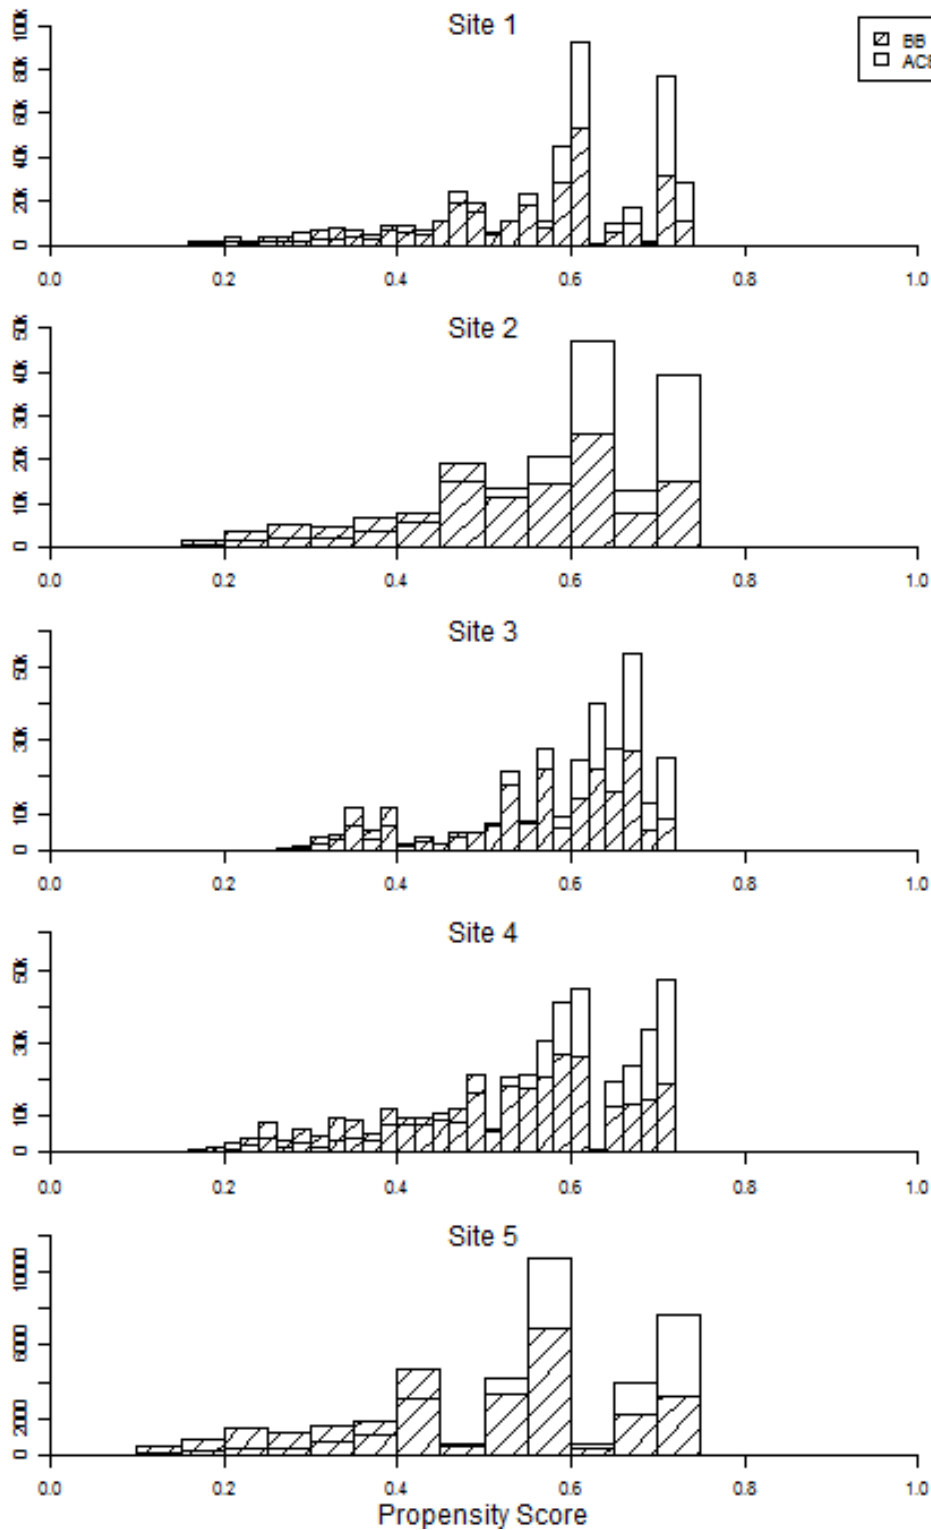 Site 1
BB
ACE
0 20k 40k 60k 80k 100k
0.0 0.2 0.4 0.6 0.8 1.0
Site 2
0 10k 20k 30k 40k 50k
0.0 0.2 0.4 0.6 0.8 1.0
Site 3
0 10k 30k 50k
0.0 0.2 0.4 0.6 0.8 1.0
Site 4
0 10k 30k 50k
0.0 0.2 0.4 0.6 0.8 1.0
Site 5
0 2000 6000 10000
0.0 0.2 0.4 0.6 0.8 1.0
Propensity Score